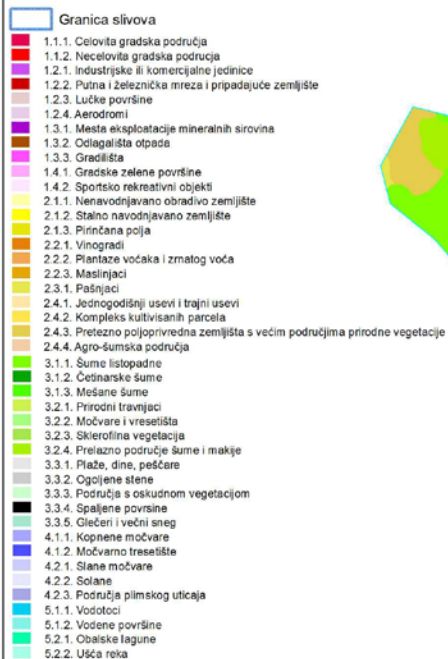 Granica slivova
1.1.1. Celovita gradska područja
1.1.2. Necelovita gradska podrucja
1.2.1. Industrijske ili komercijalne jedinice
1.2.2. Putna i železnička mreza i pripadajuće zemljište
1.2.3. Lučke površine
1.2.4. Aerodromi
1.3.1. Mesta eksploatacije mineralnih sirovina
1.3.2. Odlagališta otpada
1.3.3. Gradilišta
1.4.1. Gradske zelene površine
1.4.2. Sportsko rekreativni objekti
2.1.1. Nenavodnjavano obradivo zemljište
2.1.2. Stalno navodnjavano zemljište
2.1.3. Pirinčana polja
2.2.1. Vinogradi
2.2.2. Plantaze voćaka i zrnatog voća
2.2.3. Maslinjaci
2.3.1. Pašnjaci
2.4.1. Jednogodišnji usevi i trajni usevi
2.4.2. Kompleks kultivisanih parcela
2.4.3. Pretezno poljoprivredna zemljišta s većim područjima prirodne vegetacije
2.4.4. Agro-šumska područja
3.1.1. Šume listopadne
3.1.2. Četinarske šume
3.1.3. Mešane šume
3.2.1. Prirodni travnjaci
3.2.2. Močvare i vresetišta
3.2.3. Sklerofilna vegetacija
3.2.4. Prelazno područje šume i makije
3.3.1. Plaže, dine, peščare
3.3.2. Ogoljene stene
3.3.3. Područja s oskudnom vegetacijom
3.3.4. Spaljene povrsine
3.3.5. Glečeri i večni sneg
4.1.1. Kopnene močvare
4.1.2. Močvarno tresetište
4.2.1. Slane močvare
4.2.2. Solane
4.2.3. Područja plimskog uticaja
5.1.1. Vodotoci
5.1.2. Vodene površine
5.2.1. Obalske lagune
5.2.2. Ušća reka